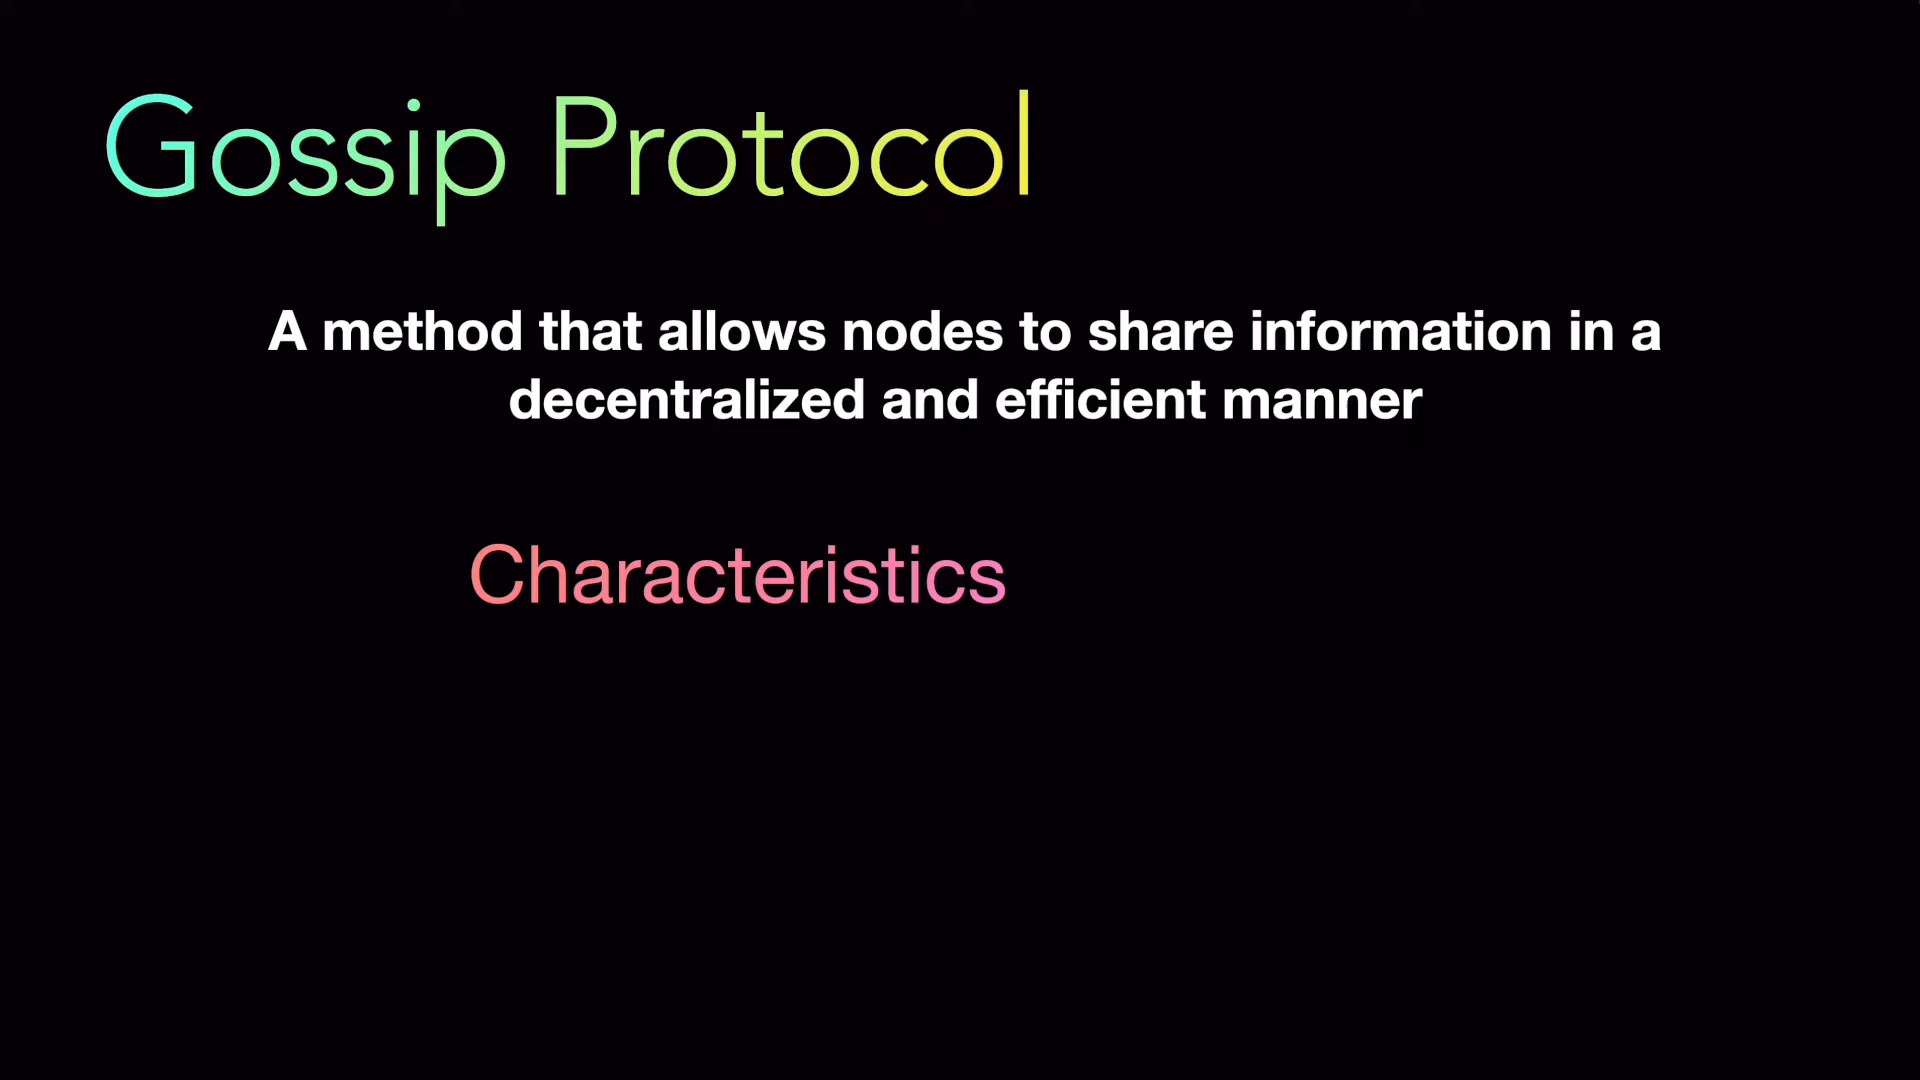 Gossip Protocol
A method that allows nodes to share information in a
decentralized and efficient manner
Characteristics